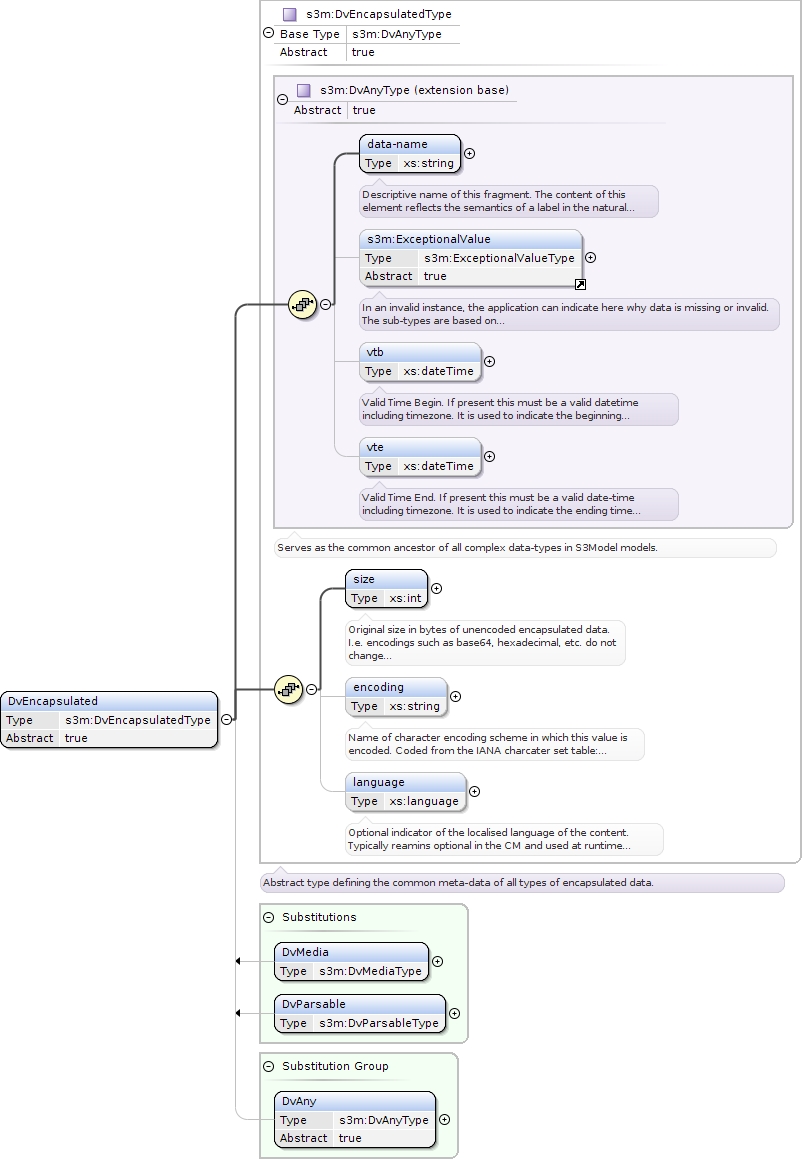 s3m:DvEncapsulatedType
Base Type s3m:DvAnyType
Abstract true
s3m:DvAnyType (extension base)
Abstract true
data-name
Type xs:string
Descriptive name of this fragment. The content of this
element reflects the semantics of a label in the natural...
s3m:ExceptionalValue
Type s3m:ExceptionalValueType
Abstract true
In an invalid instance, the application can indicate here why data is missing or invalid.
The sub-types are based on...
vtb
Type xs:dateTime
Valid Time Begin. If present this must be a valid datetime
including timezone. It is used to indicate the beginning...
vte
Type xs:dateTime
Valid Time End. If present this must be a valid date-time
including timezone. It is used to indicate the ending time...
Serves as the common ancestor of all complex data-types in S3Model models.
size
Type xs:int
Original size in bytes of unencoded encapsulated data.
I.e. encodings such as base64, hexadecimal, etc. do not
change...
DvEncapsulated
Type s3m:DvEncapsulatedType
Abstract true
encoding
Type xs:string
Name of character encoding scheme in which this value is
encoded. Coded from the IANA charcater set table:...
language
Type xs:language
Optional indicator of the localised language of the content.
Typically reamins optional in the CM and used at runtime...
Abstract type defining the common meta-data of all types of encapsulated data.
Substitutions
DvMedia
Type s3m:DvMediaType
DvParsable
Type s3m:DvParsableType
Substitution Group
DvAny
Type s3m:DvAnyType
Abstract true